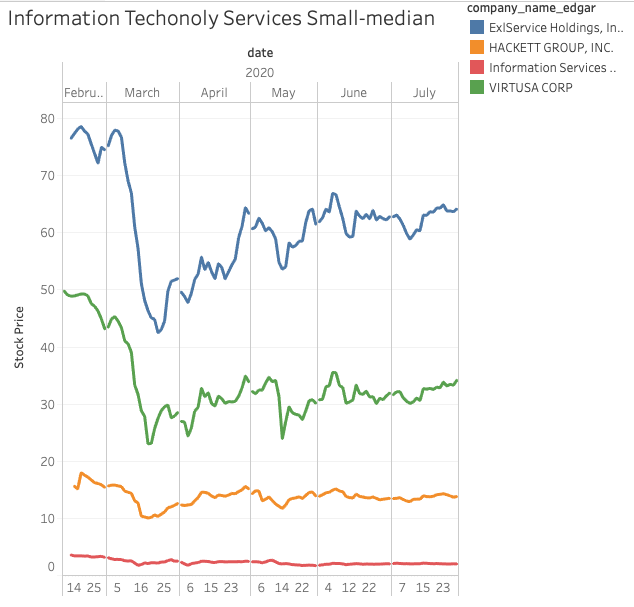 Information Techonoly Services Small-median
company_name_edgar
ExlService Holdings, In..
HACKETT GROUP, INC.
Information Services ..
VIRTUSA CORP
date
2020
Febru.. March April May June July
Stock Price
80
70
60
50
40
30
20
10
0
14 25 5 16 25 6 15 23 6 14 22 4 12 22 7 15 23